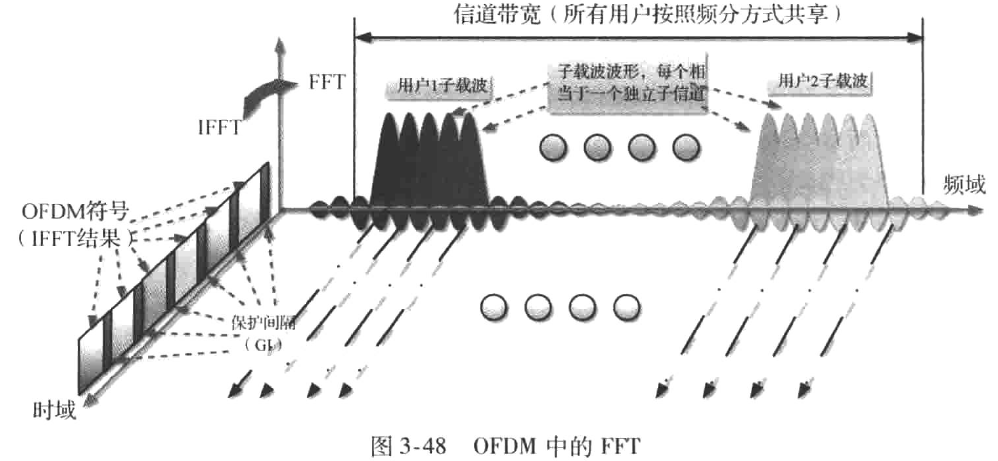 信道带宽（所有用户按照频分方式共享）
FFT
用户1子载波
子载波波形，每个相
当于一个独立子信道
用户2子载波
IFFT
频域
OFDM符号
（IFFT结果）
保护间隔
（GI）
时域
图 3-48 OFDM 中的 FFT